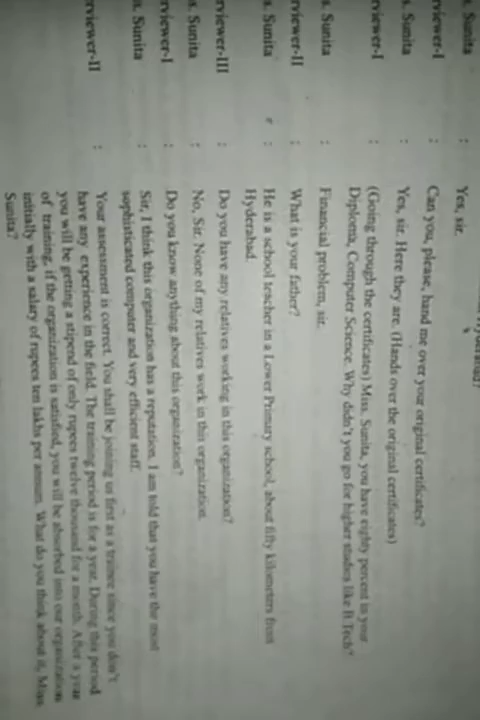 s. Sunita : Yes, sir.
rviewer-I : Can you, please, hand me over your original certificates?
s. Sunita : Yes, sir. Here they are. (Hands over the original certificates)
rviewer-I : (Going through the certificates) Miss. Sunita, you have eighty percent in your
Diploma, Computer Science. Why didn't you go for higher studies like B.Tech?
s. Sunita : Financial problem, sir.
rviewer-II : What is your father?
s. Sunita : He is a school teacher in a Lower Primary school, about fifty kilometers from
Hyderabad.
rviewer-III : Do you have any relatives working in this organization?
s. Sunita : No, Sir. None of my relatives work in this organization.
rviewer-I : Do you know anything about this organization?
s. Sunita : Sir, I think this organization has a reputation. I am told that you have the most
sophisticated computer and very efficient staff.
rviewer-II : Your assessment is correct. You shall be joining us first as a trainee since you don't
have any experience in the field. The training period is for a year. During this period
you will be getting a stipend of only rupees twelve thousand for a month. After a year
of training, if the organization is satisfied, you will be absorbed into our organization
initially with a salary of rupees ten lakhs per annum. What do you think about it, Miss
Sunita?